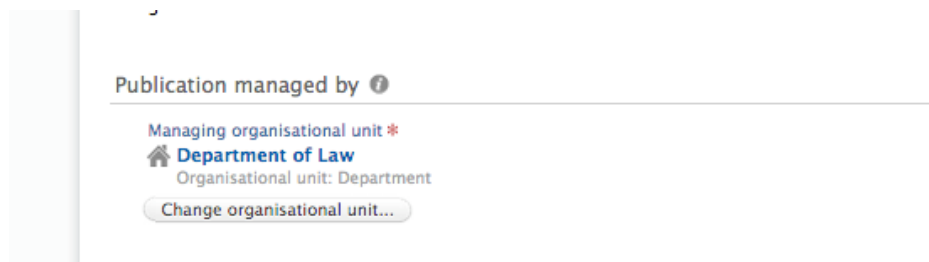 Publication managed by
Managing organisational unit *
Department of Law
Organisational unit: Department
Change organisational unit...